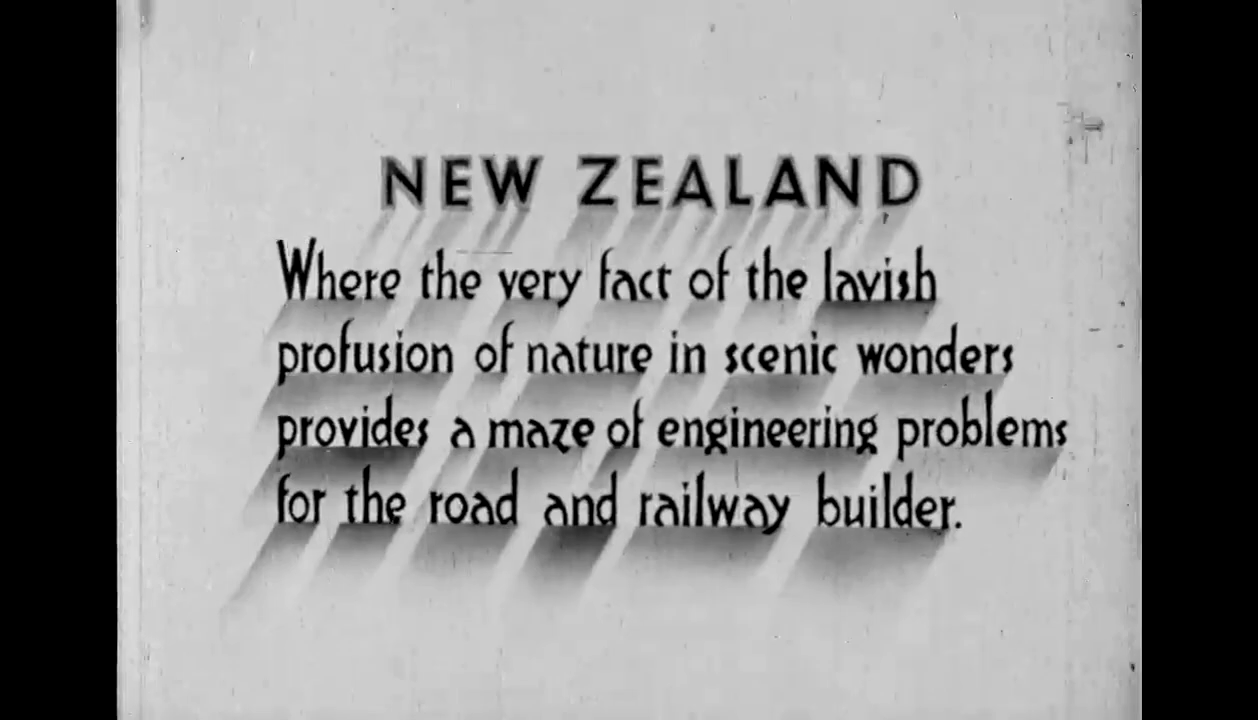 NEW ZEALAND
Where the very fact of the lavish
profusion of nature in scenic wonders
provides a maze of engineering problems
for the road and railway builder.